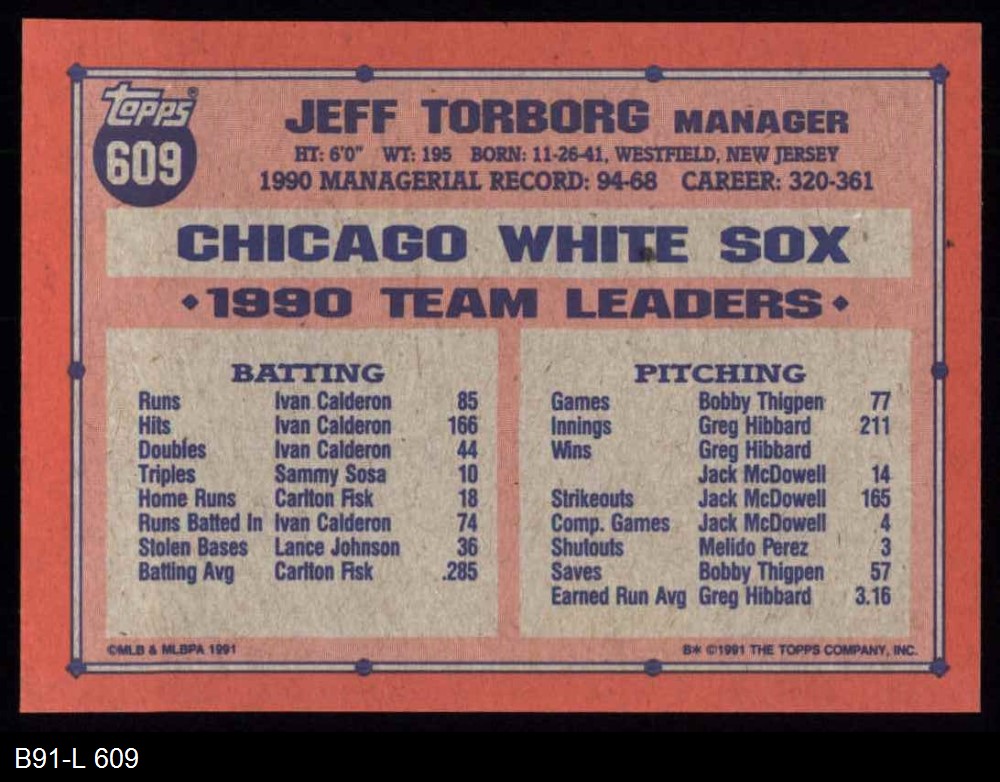 Topps®
609
JEFF TORBORG MANAGER
HT: 6'0" WT: 195 BORN: 11-26-41, WESTFIELD, NEW JERSEY
1990 MANAGERIAL RECORD: 94-68 CAREER: 320-361
CHICAGO WHITE SOX
♦1990 TEAM LEADERS♦
BATTING
Runs Ivan Calderon 85
Hits Ivan Calderon 166
Doubles Ivan Calderon 44
Triples Sammy Sosa 10
Home Runs Carlton Fisk 18
Runs Batted In Ivan Calderon 74
Stolen Bases Lance Johnson 36
Batting Avg Carlton Fisk .285
PITCHING
Games Bobby Thigpen 77
Innings Greg Hibbard 211
Wins Greg Hibbard
Jack McDowell 14
Strikeouts Jack McDowell 165
Comp. Games Jack McDowell 4
Shutouts Melido Perez 3
Saves Bobby Thigpen 57
Earned Run Avg Greg Hibbard 3.16
©MLB & MLBPA 1991
B* ©1991 THE TOPPS COMPANY, INC.
B91-L 609